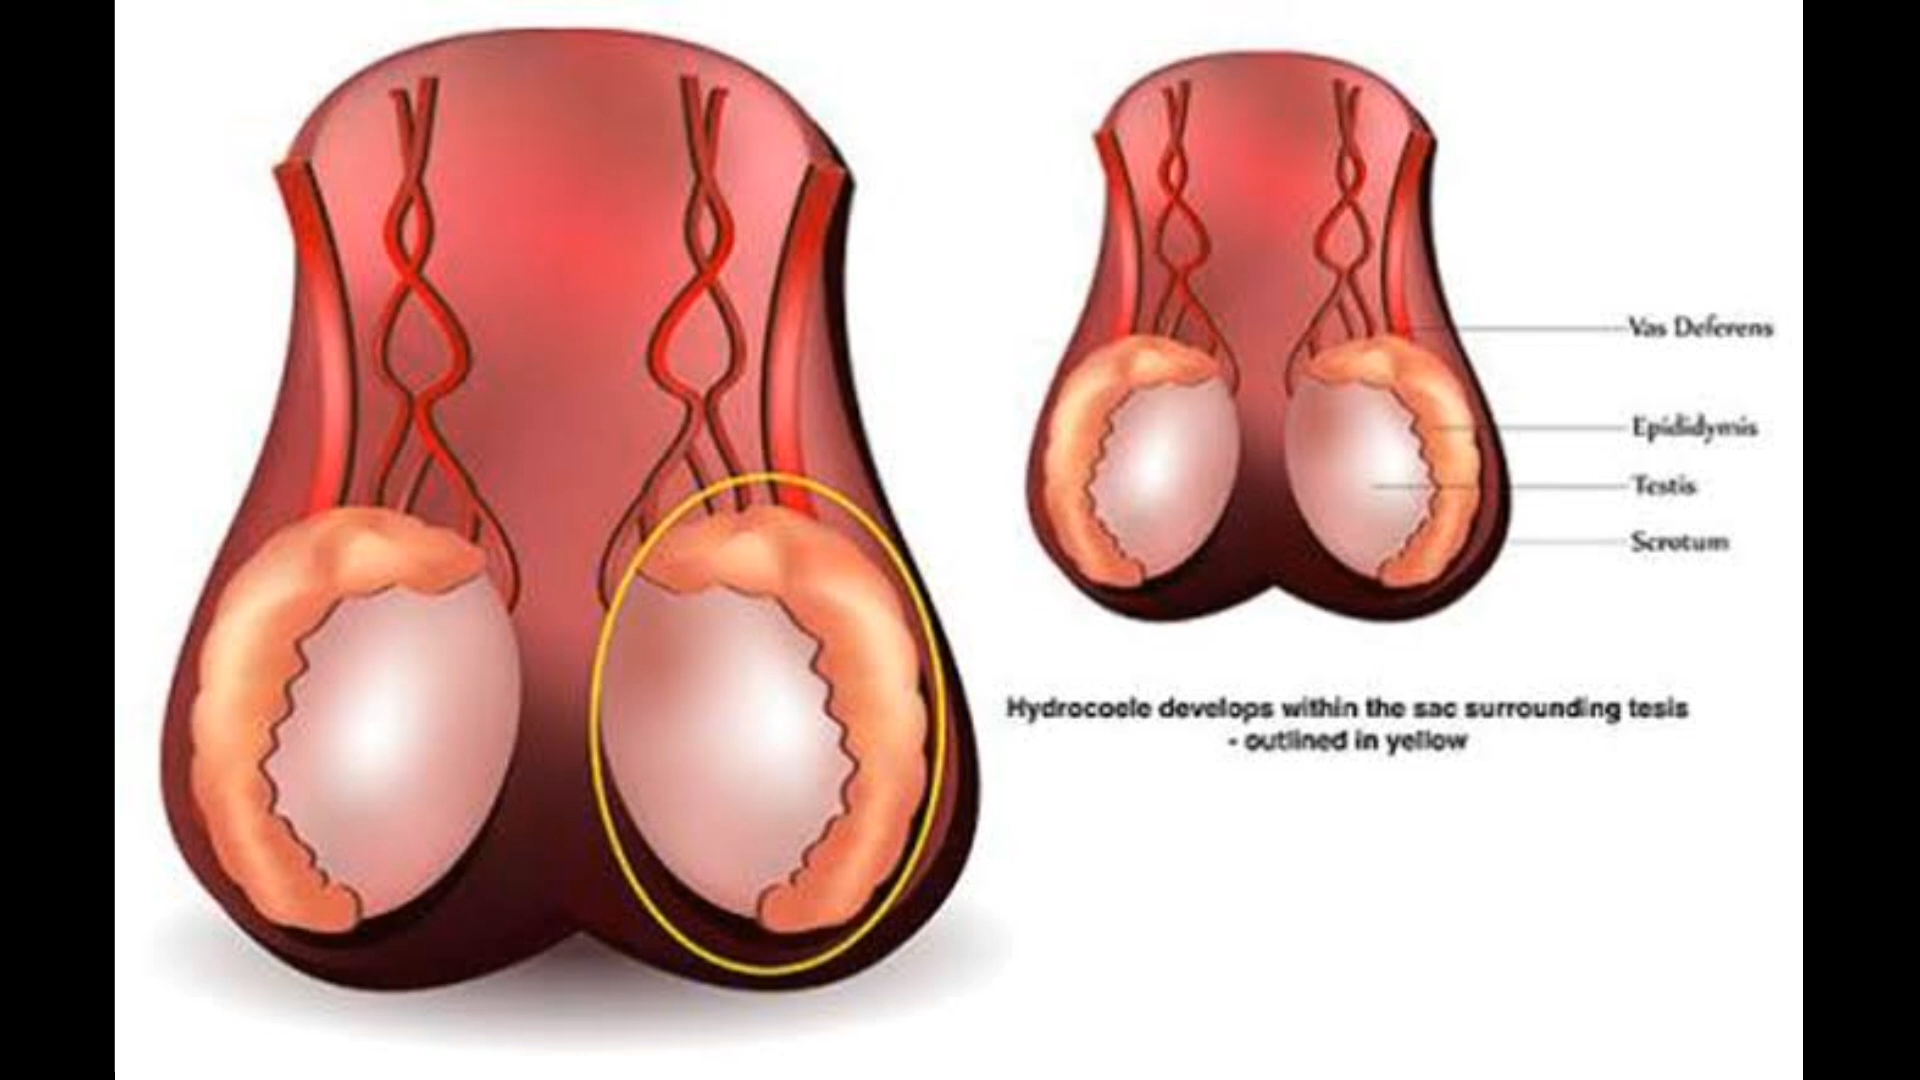 Vas Deferens
Epididymis
Testis
Scrotum
Hydrocoele develops within the sac surrounding tesis
- outlined in yellow